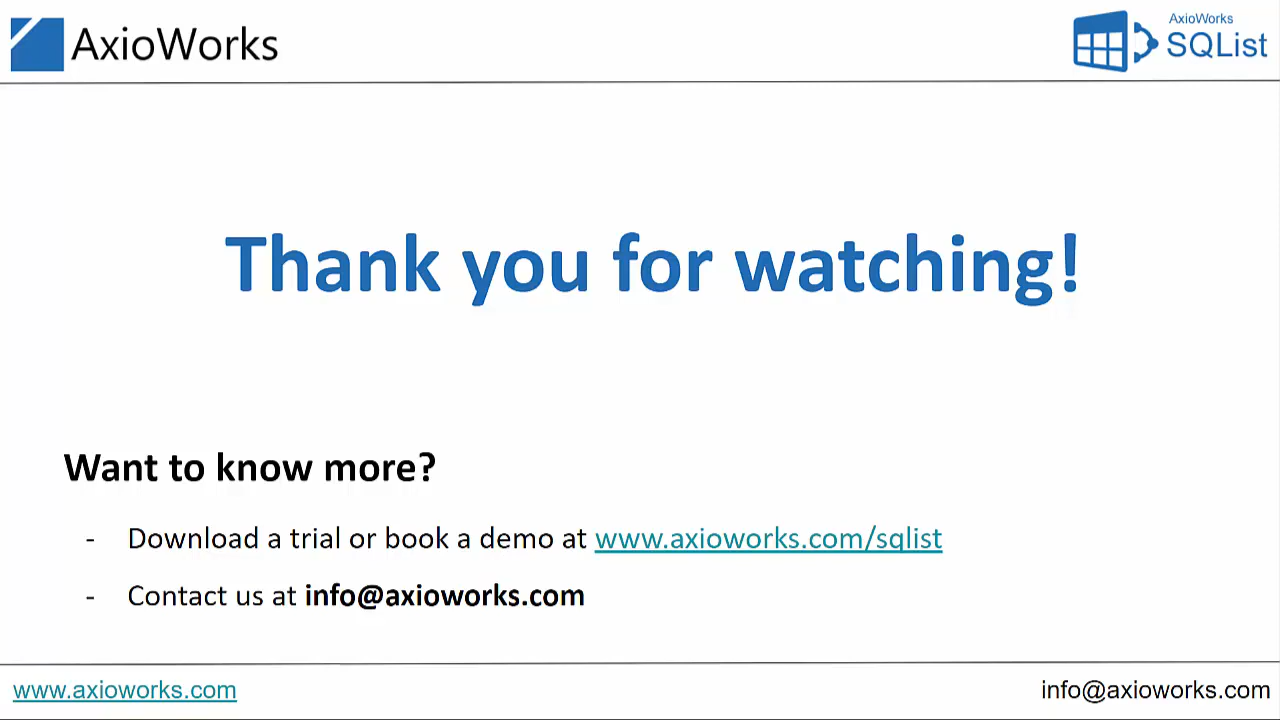 AxioWorks
AxioWorks
SQList
Thank you for watching!
Want to know more?
- Download a trial or book a demo at www.axioworks.com/sqlist
- Contact us at info@axioworks.com
www.axioworks.com
info@axioworks.com